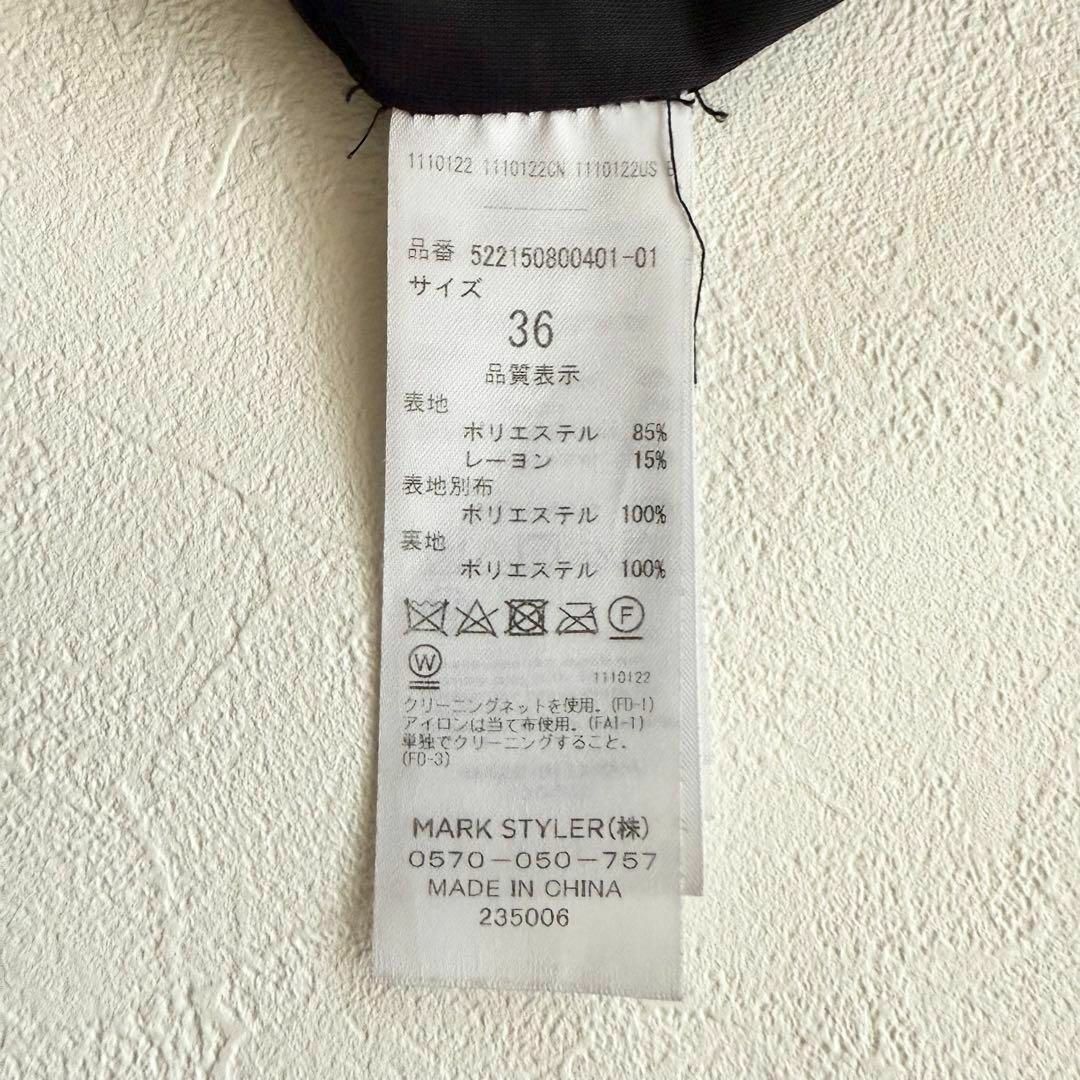 1110122 1110122CN 1110122US
品番 522150800401-01
サイズ
36
品質表示
表地
ポリエステル 85%
レーヨン 15%
表地別布
ポリエステル 100%
裏地
ポリエステル 100%
F
W
1110122
クリーニングネットを使用。(FD-1)
アイロンは当て布使用。(FAI-1)
単独でクリーニングすること。
(FO-3)
MARK STYLER(株)
0570-050-757
MADE IN CHINA
235006